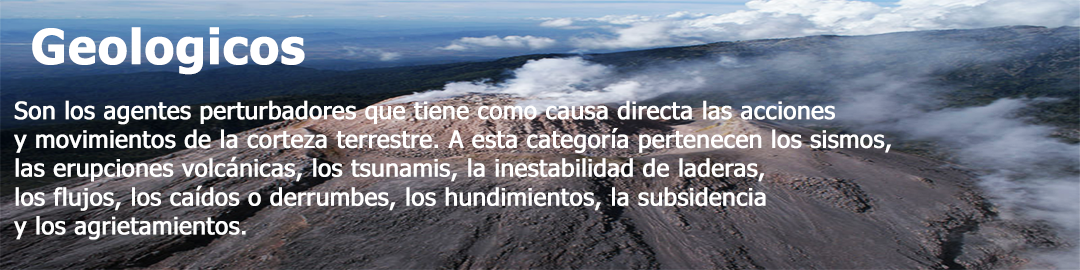 Geologicos
Son los agentes perturbadores que tiene como causa directa las acciones
y movimientos de la corteza terrestre. A esta categoría pertenecen los sismos,
las erupciones volcánicas, los tsunamis, la inestabilidad de laderas,
los flujos, los caídos o derrumbes, los hundimientos, la subsidencia
y los agrietamientos.